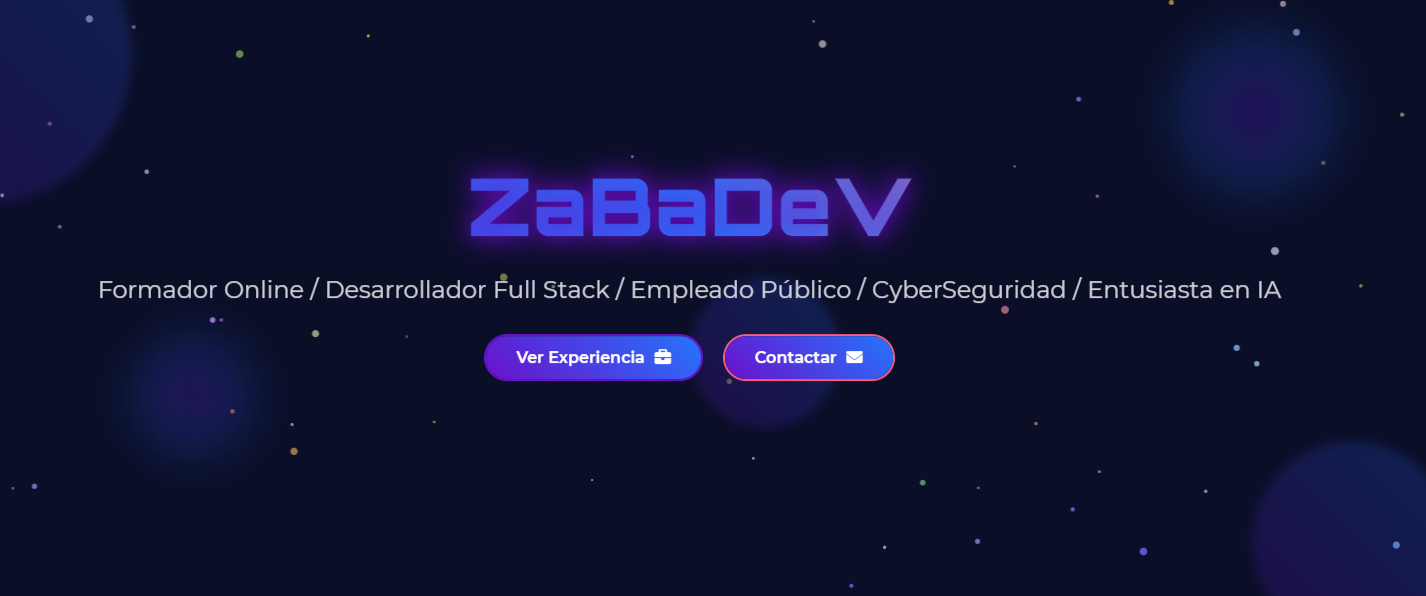 ZaBaDeV
Formador Online / Desarrollador Full Stack / Empleado Público / CyberSeguridad / Entusiasta en IA
Ver Experiencia
Contactar